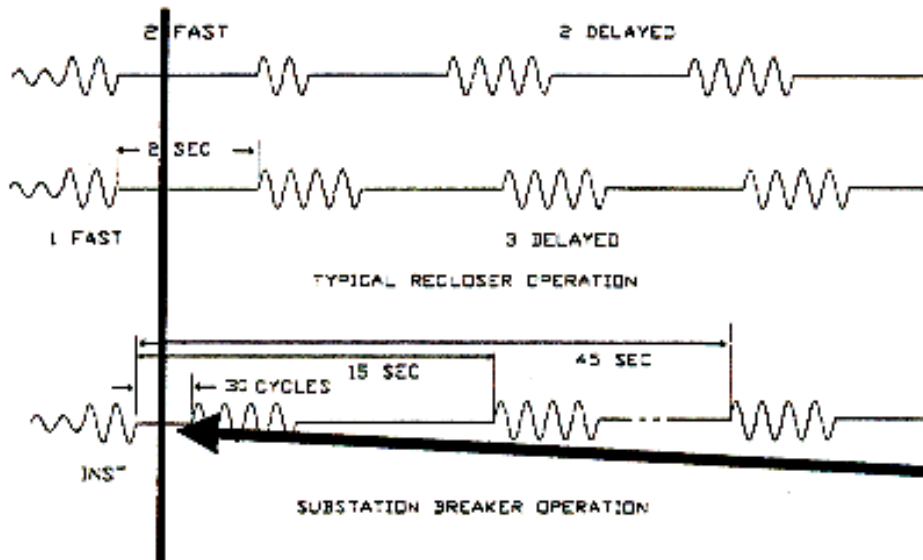 2 FAST
2 DELAYED
2 SEC
1 FAST
3 DELAYED
TYPICAL RECLOSER OPERATION
45 SEC
15 SEC
30 CYCLES
INST
SUBSTATION BREAKER OPERATION